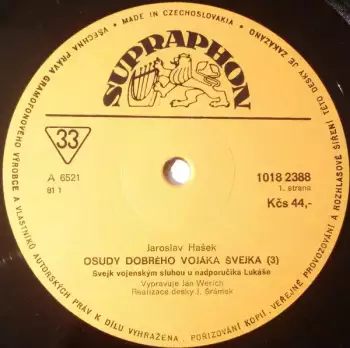 MADE IN CZECHOSLOVAKIA • VŠECHNA PRÁVA GRAMOFONOVÉHO VÝROBCE A VLASTNÍKŮ AUTORSKÝCH PRÁV K DÍLU VYHRAŽENA. POŘIZOVÁNÍ KOPIÍ, VEŘEJNÉ PROVOZOVÁNÍ A ROZHLASOVÉ ŠÍŘENÍ TÉTO DESKY JE ZAKÁZÁNO
SUPRAPHON
33
A 6521
81 1
1018 2388
1. strana
Kčs 44,-
Jaroslav Hašek
OSUDY DOBRÉHO VOJÁKA ŠVEJKA (3)
Švejk vojenským sluhou u nadporučíka Lukáše
Vypravuje Jan Werich
Realizace desky J. Šrámek